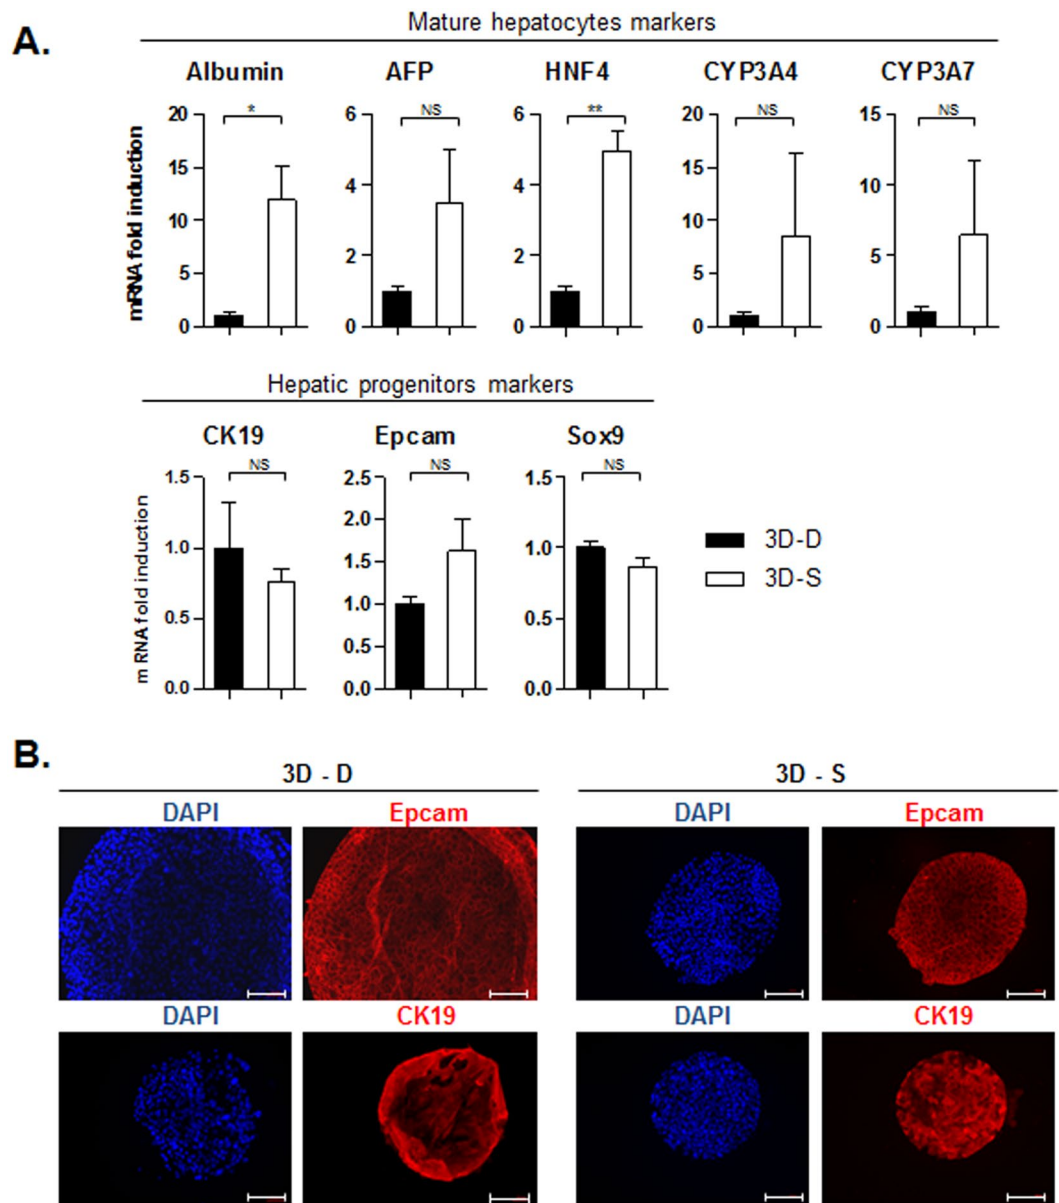 A.
Mature hepatocytes markers
Albumin AFP HNF4 CYP3A4 CYP3A7
* NS ** NS NS
mRNA fold induction
20 15 10 5 0
6 4 2 0
6 4 2 0
20 15 10 5 0
15 10 5 0
Hepatic progenitors markers
CK19 Epcam Sox9
NS NS NS
mRNA fold induction
1.5 1.0 0.5 0.0
2.5 2.0 1.5 1.0 0.5 0.0
1.5 1.0 0.5 0.0
3D-D
3D-S
B.
3D - D 3D - S
DAPI Epcam DAPI Epcam
DAPI CK19 DAPI CK19